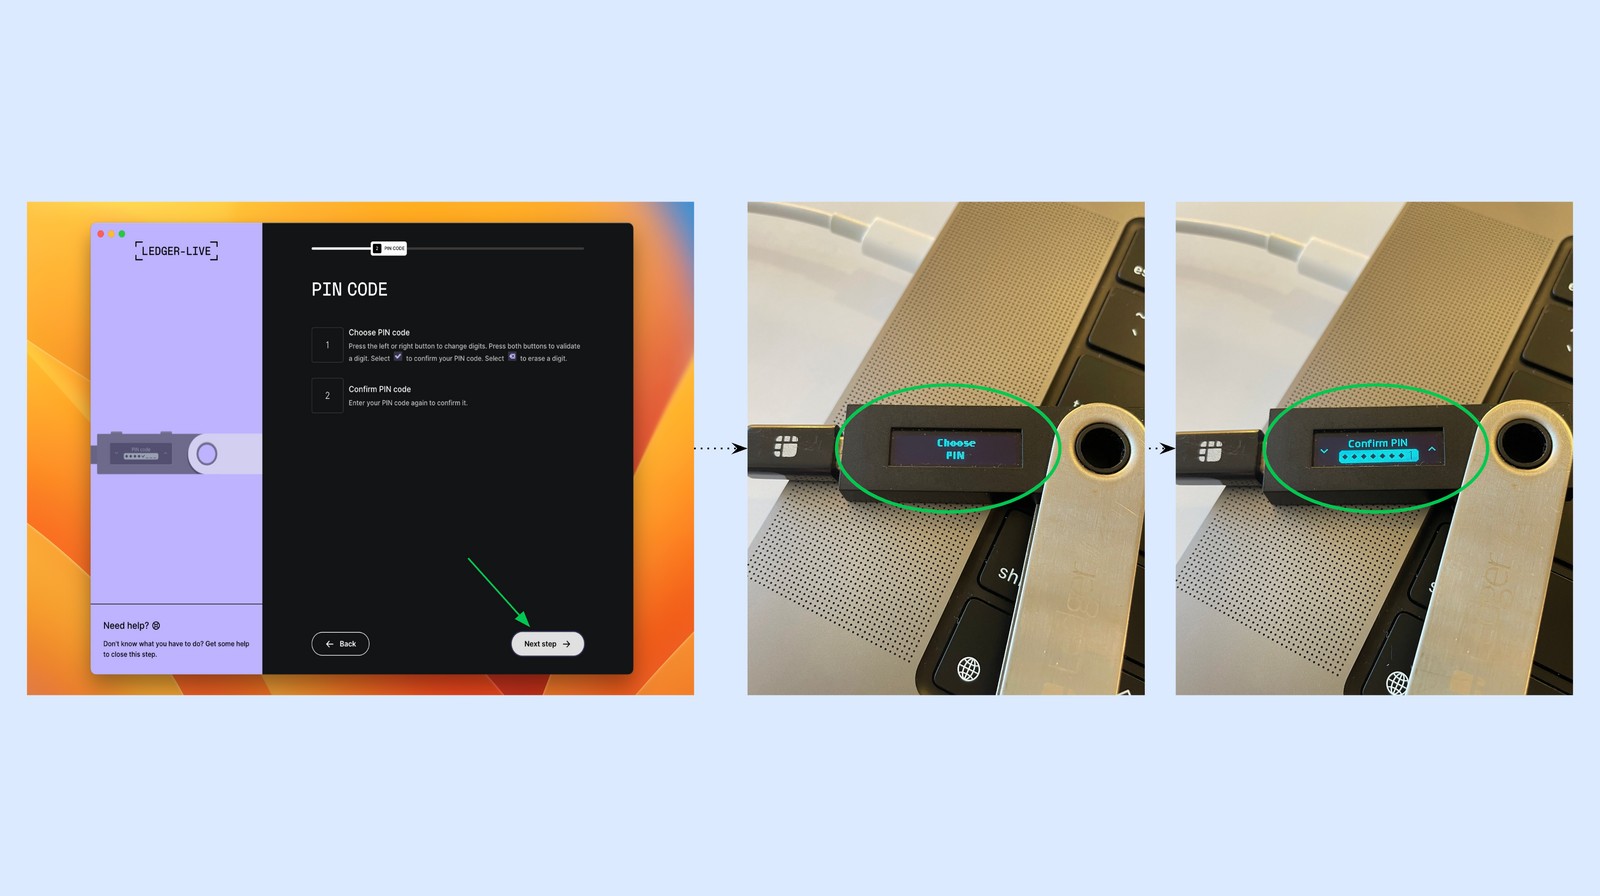 LEDGER-LIVE
2 PIN CODE
PIN CODE
1
Choose PIN code
Press the left or right button to change digits. Press both buttons to validate
a digit. Select to confirm your PIN code. Select to erase a digit.
2
Confirm PIN code
Enter your PIN code again to confirm it.
PIN code
Need help?
Don't know what you have to do? Get some help
to close this step.
Back
Next step
Choose
PIN
es
sh
Confirm PIN